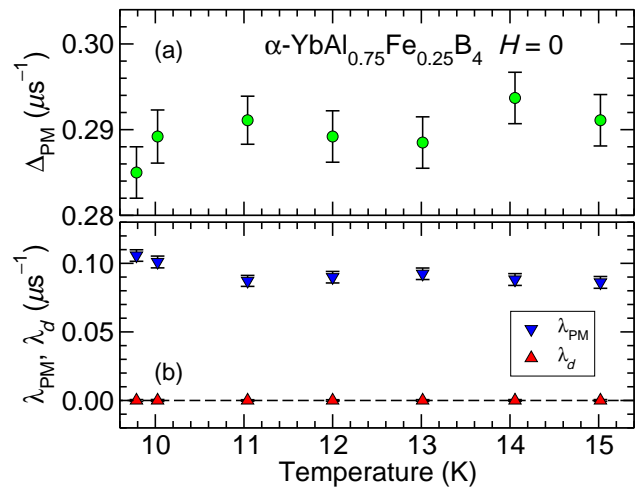 0.30
(a)
α-YbAl0.75Fe0.25B4 H = 0
0.29
0.28
ΔPM (μs−1)
0.10
0.05
0.00
λPM, λd (μs−1)
λPM
λd
(b)
10 11 12 13 14 15
Temperature (K)